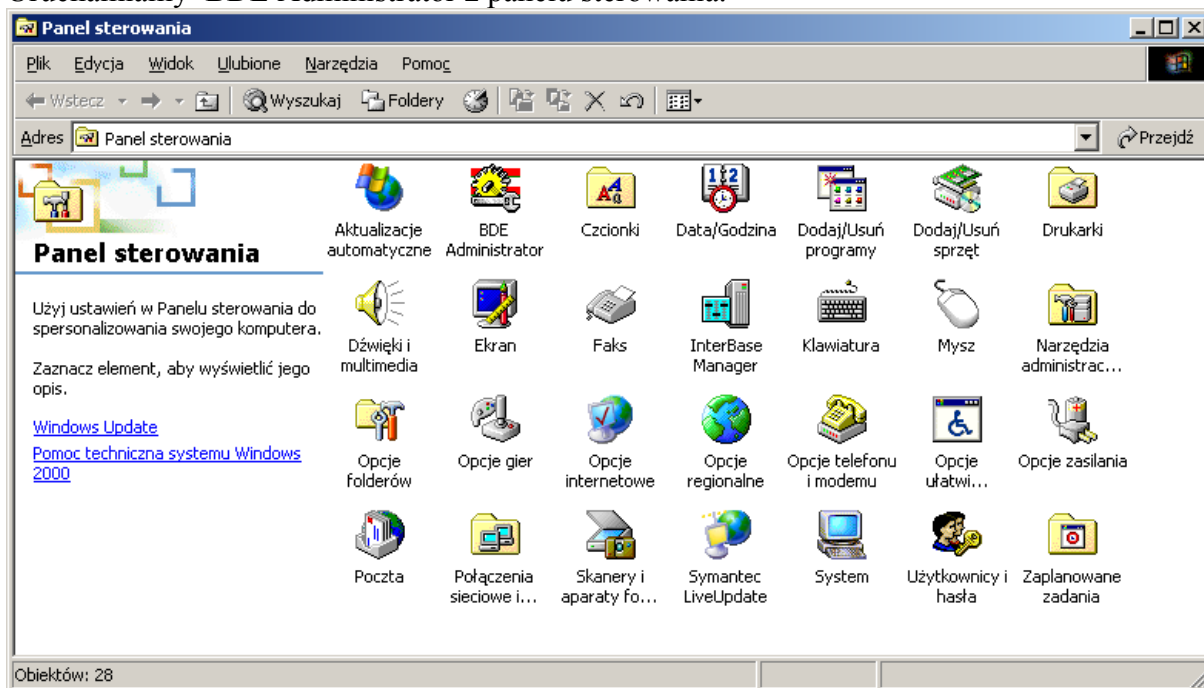 Uruchamiamy BDE Administrator z panelu sterowania.
Panel sterowania
Plik Edycja Widok Ulubione Narzędzia Pomoc
Wstecz Wyszukaj Foldery
Adres Panel sterowania Przejdź
Panel sterowania
Użyj ustawień w Panelu sterowania do
spersonalizowania swojego komputera.
Zaznacz element, aby wyświetlić jego
opis.
Windows Update
Pomoc techniczna systemu Windows
2000
Aktualizacje BDE Czcionki Data/Godzina Dodaj/Usuń Dodaj/Usuń Drukarki
automatyczne Administrator programy sprzęt
Dźwięki i Ekran Faks InterBase Klawiatura Mysz Narzędzia
multimedia Manager administrac...
Opcje Opcje gier Opcje Opcje Opcje telefonu Opcje Opcje zasilania
folderów internetowe regionalne i modemu ułatwi...
Poczta Połączenia Skanery i Symantec System Użytkownicy i Zaplanowane
sieciowe i... aparaty fo... LiveUpdate hasła zadania
Obiektów: 28